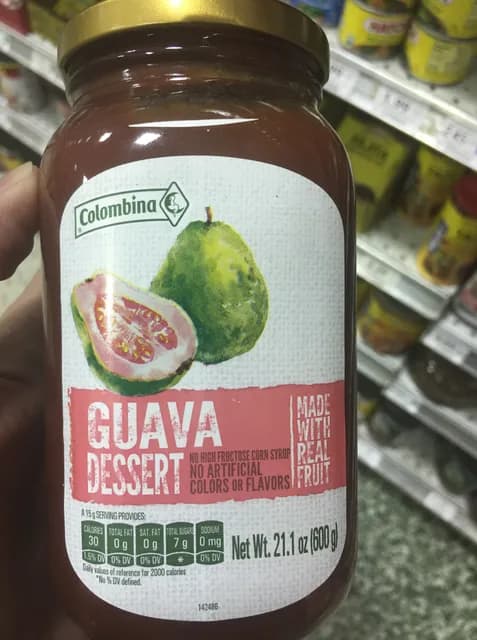 Colombina
GUAVA
DESSERT
NO HIGH FRUCTOSE CORN SYRUP
NO ARTIFICIAL
COLORS OR FLAVORS
MADE
WITH
REAL
FRUIT
A 15 g SERVING PROVIDES:
CALORIES TOTAL FAT SAT. FAT TOTAL SUGARS SODIUM
30 0 g 0 g 7 g 0 mg
1.5% DV 0% DV 0% DV * 0% DV
Daily values of reference for 2000 calories
*No % DV defined.
Net Wt. 21.1 oz (600 g)
142486